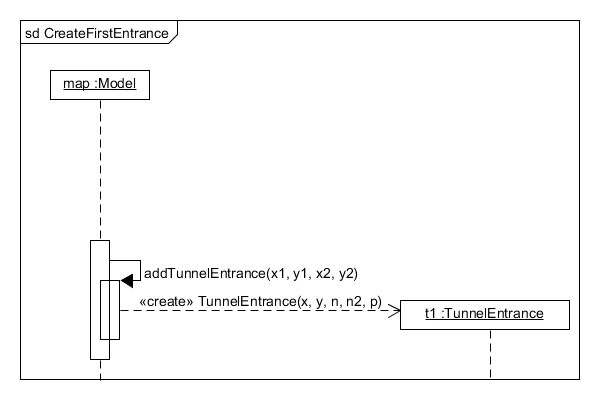 sd CreateFirstEntrance
map :Model
addTunnelEntrance(x1, y1, x2, y2)
«create» TunnelEntrance(x, y, n, n2, p)
t1 :TunnelEntrance